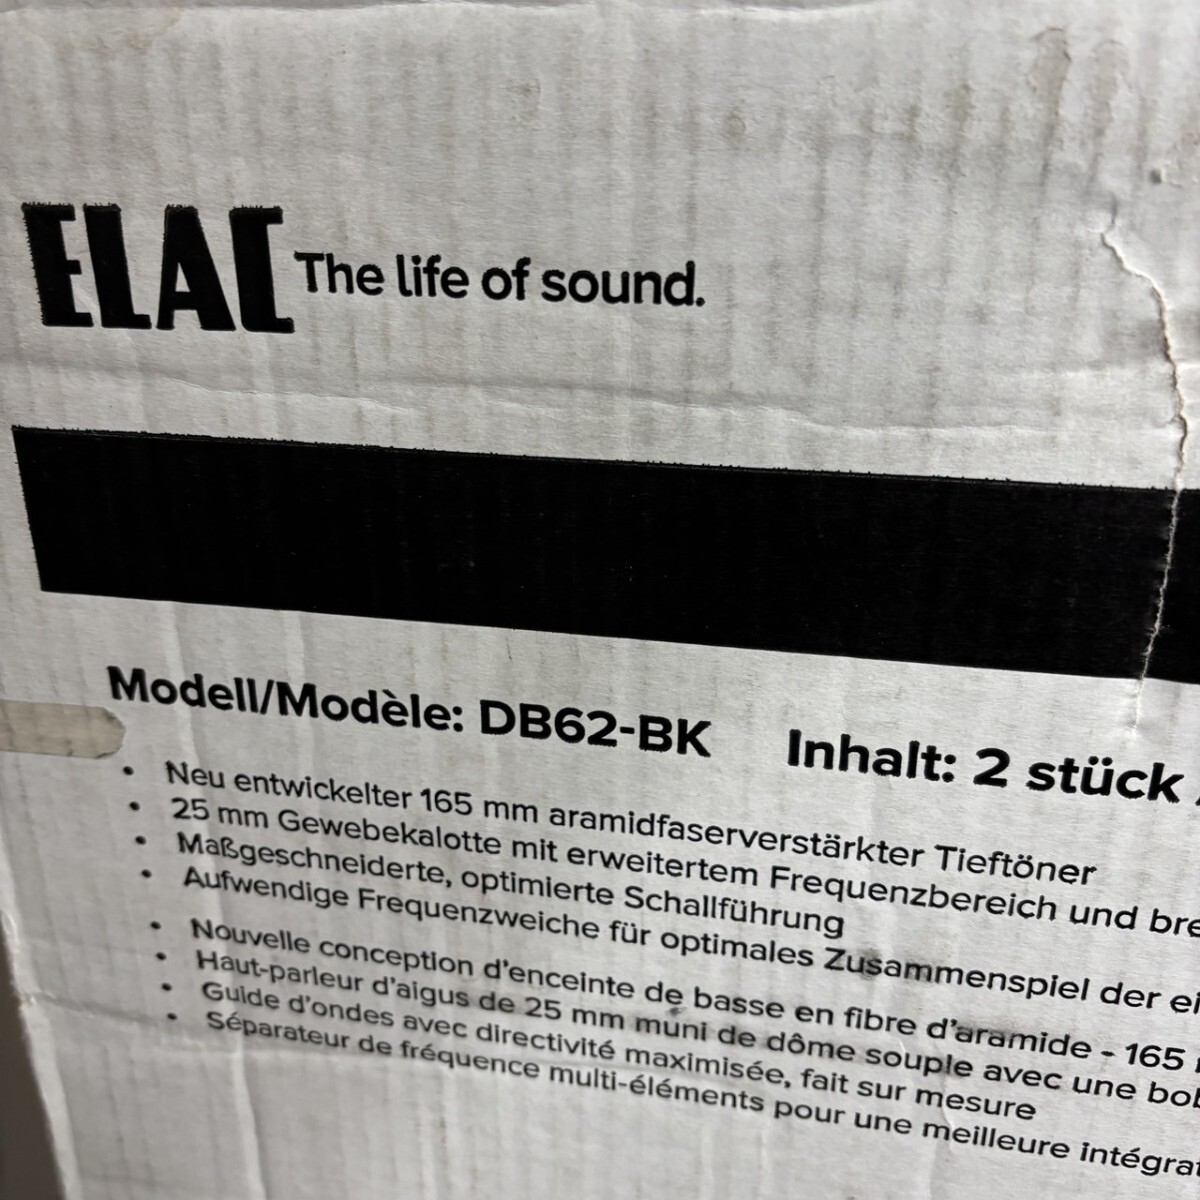 ELAC The life of sound.
Modell/Modèle: DB62-BK Inhalt: 2 stück
• Neu entwickelter 165 mm aramidfaserverstärkter Tieftöner
• 25 mm Gewebekalotte mit erweitertem Frequenzbereich und
• Maßgeschneiderte, optimierte Schallführung
• Aufwendige Frequenzweiche für optimales Zusammenspiel der
• Nouvelle conception d'enceinte de basse en fibre d'aramide - 165
• Haut-parleur d'aigus de 25 mm muni de dôme souple avec une
• Guide d'ondes avec directivité maximisée, fait sur mesure
• Séparateur de fréquence multi-éléments pour une meilleure